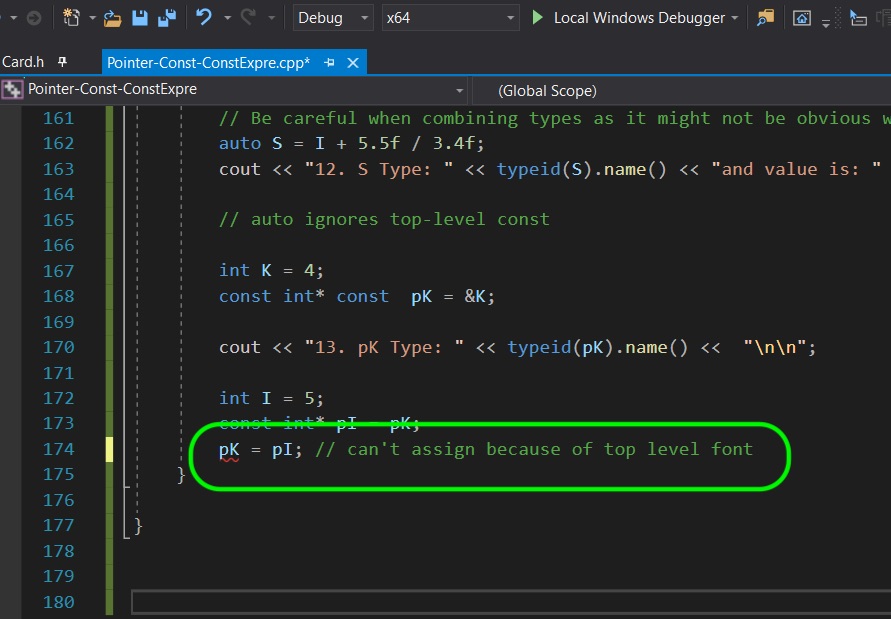 Debug x64 Local Windows Debugger
Card.h Pointer-Const-ConstExpre.cpp*
Pointer-Const-ConstExpre (Global Scope)
161 // Be careful when combining types as it might not be obvious w
162 auto S = I + 5.5f / 3.4f;
163 cout << "12. S Type: " << typeid(S).name() << "and value is: "
164
165 // auto ignores top-level const
166
167 int K = 4;
168 const int* const pK = &K;
169
170 cout << "13. pK Type: " << typeid(pK).name() << "\n\n";
171
172 int I = 5;
173 const int* pI = pK;
174 pK = pI; // can't assign because of top level font
175 }
176
177 }
178
179
180